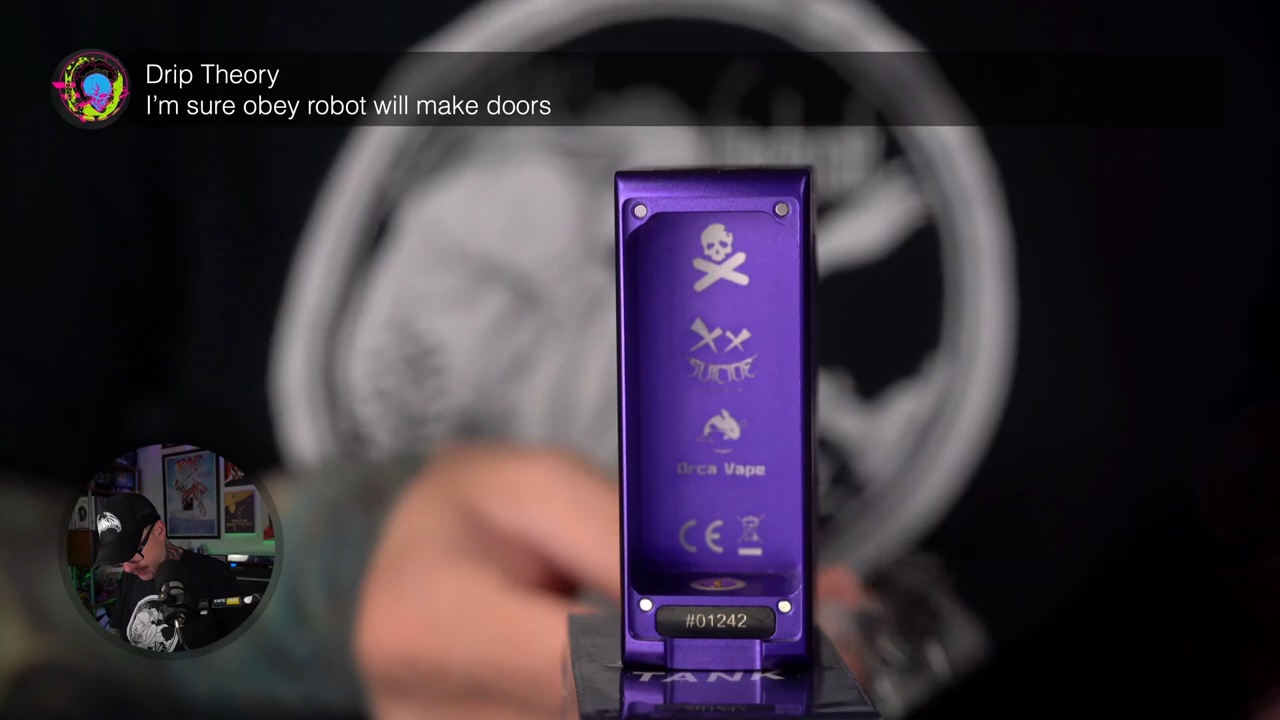 Drip Theory
I'm sure obey robot will make doors
SUICIDE
Orca Vape
CE
#01242
TANK